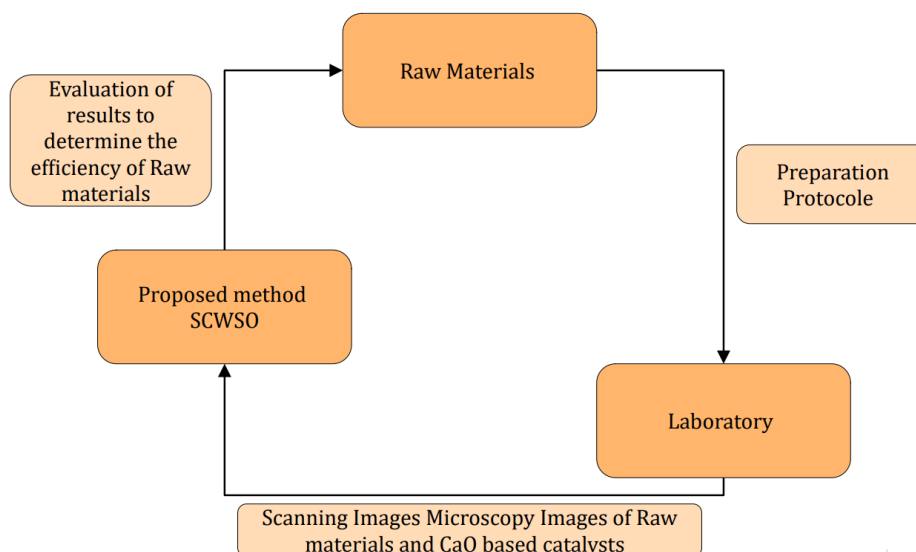 Raw Materials
Evaluation of
results to
determine the
efficiency of Raw
materials
Preparation
Protocole
Proposed method
SCWSO
Laboratory
Scanning Images Microscopy Images of Raw
materials and CaO based catalysts